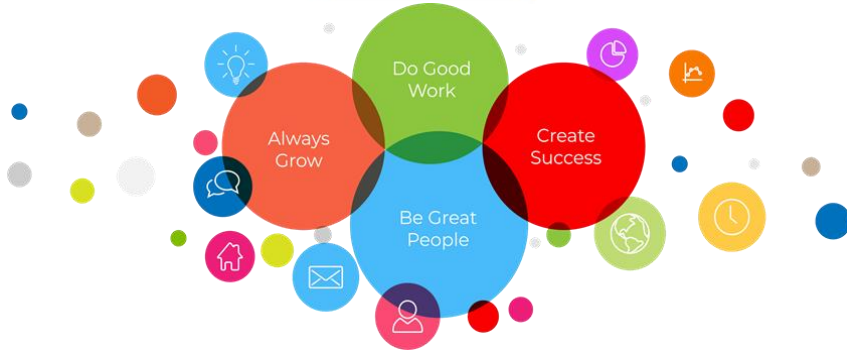 Do Good
Work
Always
Grow
Create
Success
Be Great
People